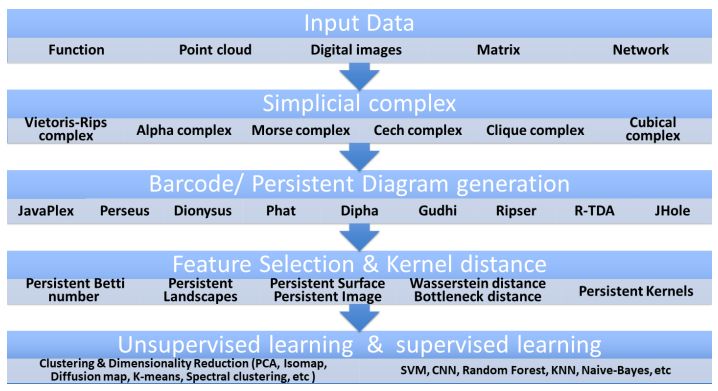 Input Data
Function Point cloud Digital images Matrix Network
Simplicial complex
Vietoris-Rips complex Alpha complex Morse complex Cech complex Clique complex Cubical complex
Barcode/ Persistent Diagram generation
JavaPlex Perseus Dionysus Phat Dipha Gudhi Ripser R-TDA JHole
Feature Selection & Kernel distance
Persistent Betti number
Persistent Landscapes
Persistent Surface
Persistent Image
Wasserstein distance
Bottleneck distance
Persistent Kernels
Unsupervised learning & supervised learning
Clustering & Dimensionality Reduction (PCA, Isomap,
Diffusion map, K-means, Spectral clustering, etc )
SVM, CNN, Random Forest, KNN, Naive-Bayes, etc